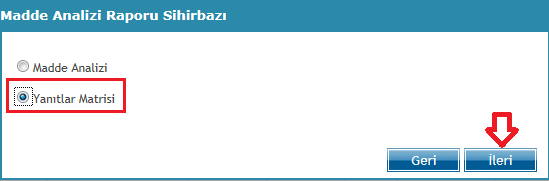 Madde Analizi Raporu Sihirbazı
Madde Analizi
Yanıtlar Matrisi
Geri İleri